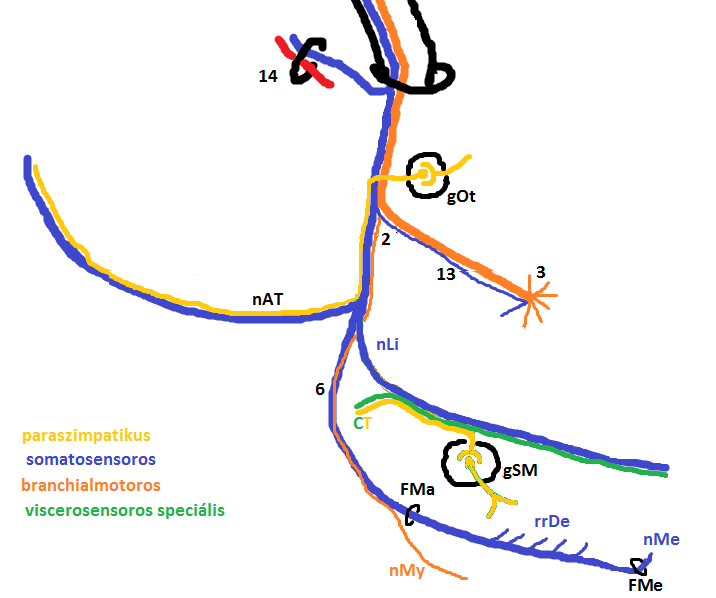 14
gOt
2
13
3
nAT
nLi
6
CT
gSM
paraszimpatikus
somatosensoros
branchialmotoros
viscerosensoros speciális
FMa
rrDe
nMe
nMy
FMe